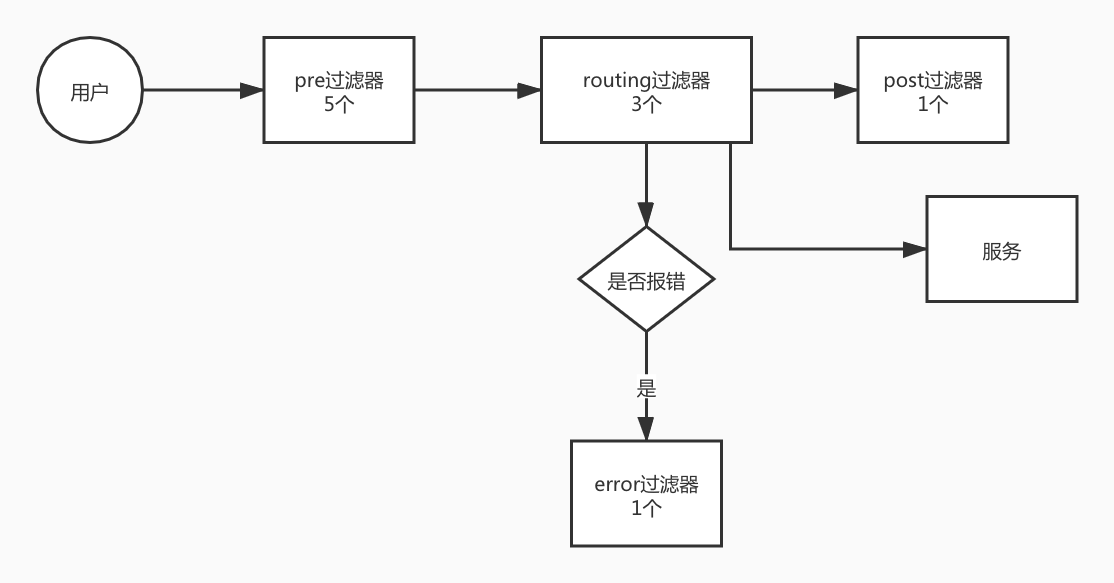 用户
pre过滤器
5个
routing过滤器
3个
post过滤器
1个
服务
是否报错
是
error过滤器
1个